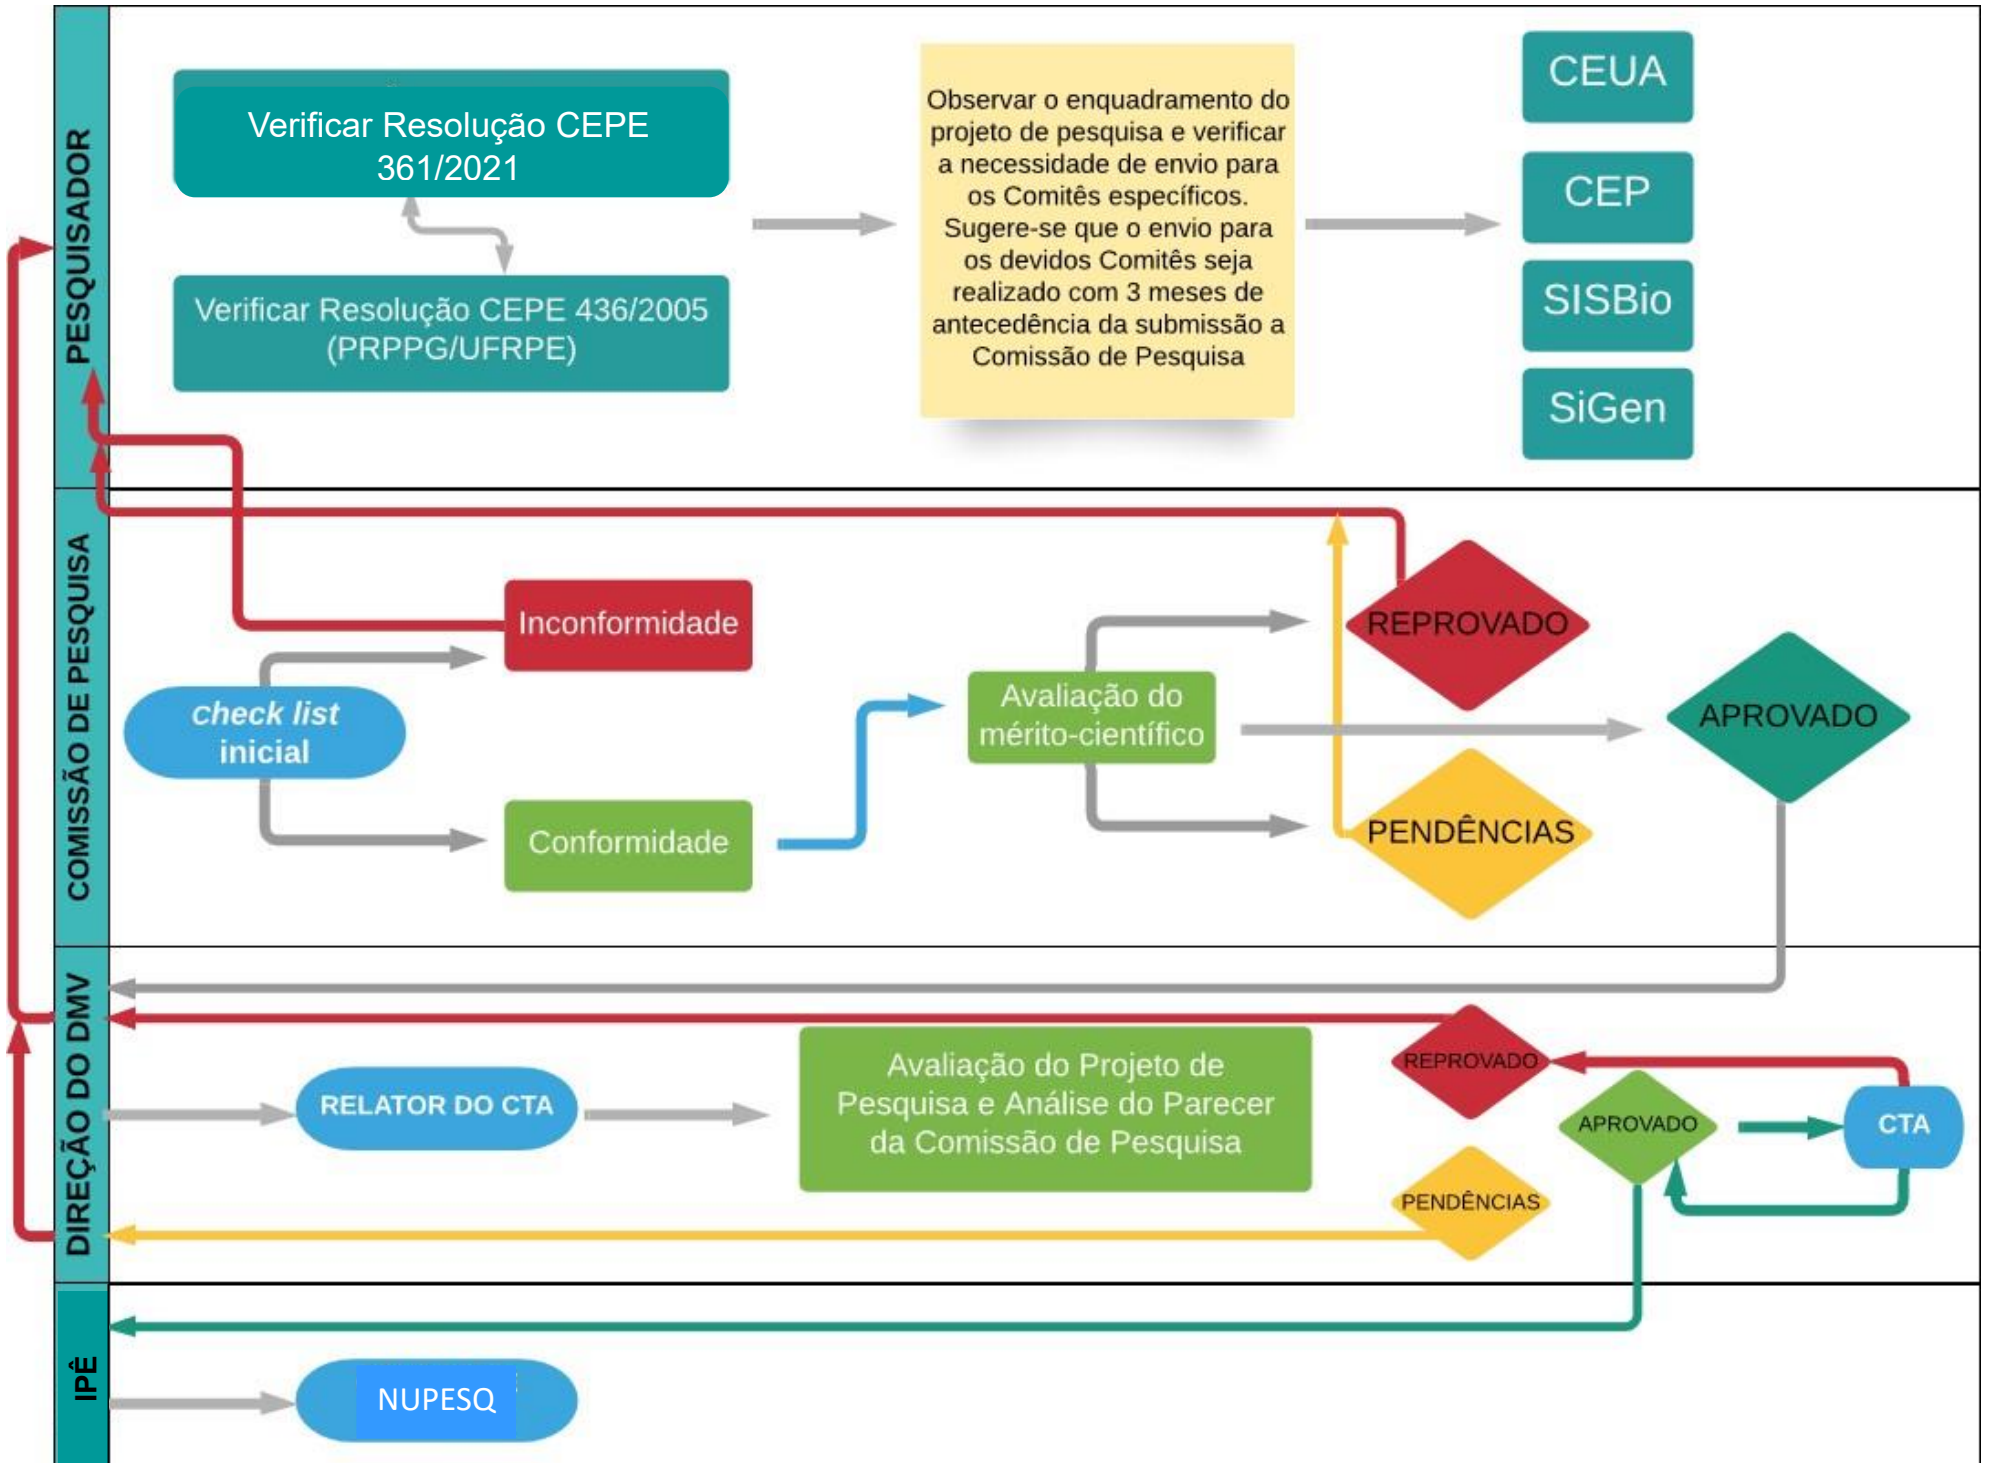 PESQUISADOR
Verificar Resolução CEPE
361/2021
Verificar Resolução CEPE 436/2005
(PRPPG/UFRPE)
Observar o enquadramento do
projeto de pesquisa e verificar
a necessidade de envio para
os Comitês específicos.
Sugere-se que o envio para
os devidos Comitês seja
realizado com 3 meses de
antecedência da submissão a
Comissão de Pesquisa
CEUA
CEP
SISBio
SiGen
COMISSÃO DE PESQUISA
check list
inicial
Inconformidade
Conformidade
Avaliação do
mérito-científico
REPROVADO
PENDÊNCIAS
APROVADO
DIREÇÃO DO DMV
RELATOR DO CTA
Avaliação do Projeto de
Pesquisa e Análise do Parecer
da Comissão de Pesquisa
REPROVADO
PENDÊNCIAS
APROVADO
CTA
IPÊ
NUPESQ